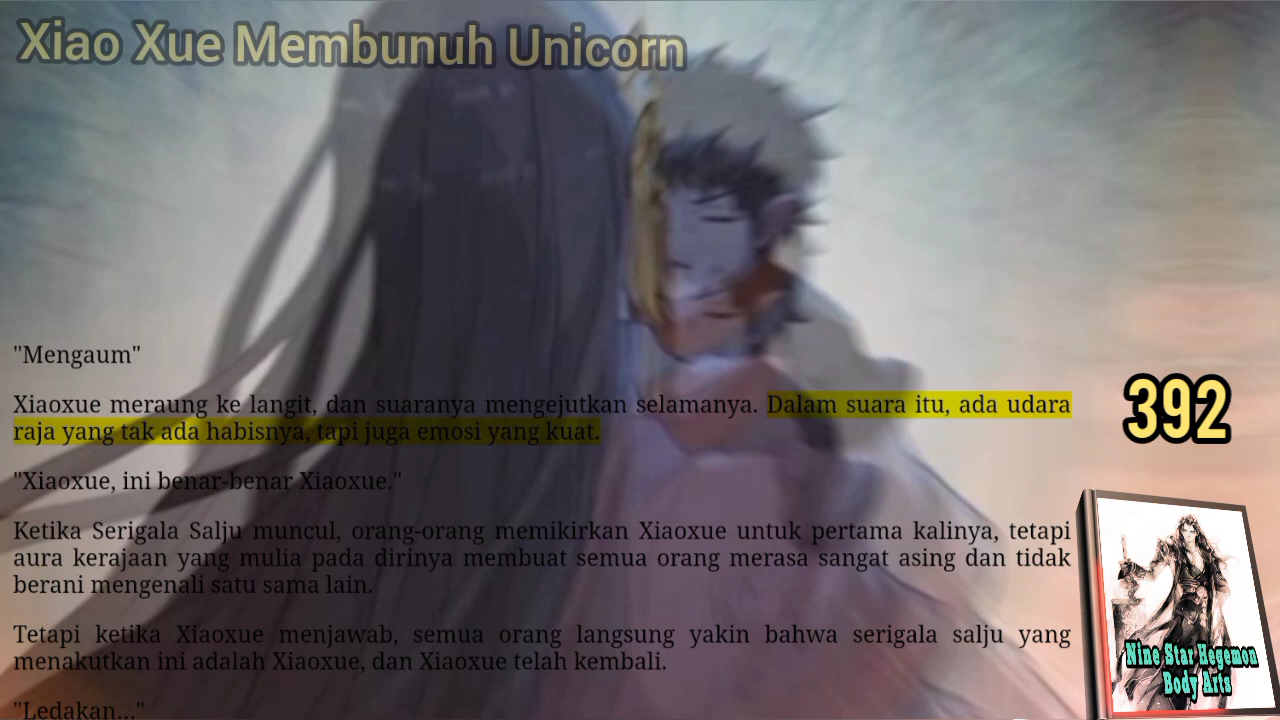 Xiao Xue Membunuh Unicorn
"Mengaum"
Xiaoxue meraung ke langit, dan suaranya mengejutkan selamanya. Dalam suara itu, ada udara
raja yang tak ada habisnya, tapi juga emosi yang kuat.
"Xiaoxue, ini benar-benar Xiaoxue."
Ketika Serigala Salju muncul, orang-orang memikirkan Xiaoxue untuk pertama kalinya, tetapi
aura kerajaan yang mulia pada dirinya membuat semua orang merasa sangat asing dan tidak
berani mengenali satu sama lain.
Tetapi ketika Xiaoxue menjawab, semua orang langsung yakin bahwa serigala salju yang
menakutkan ini adalah Xiaoxue, dan Xiaoxue telah kembali.
"Ledakan..."
392
Nine Star Hegemon
Body Arts